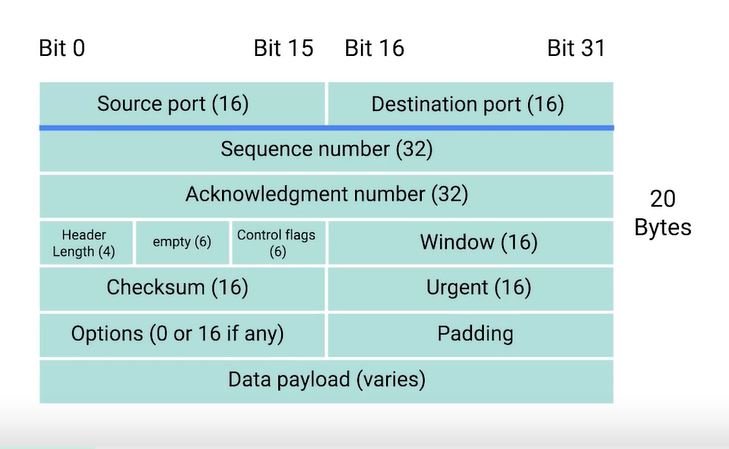 Bit 0 Bit 15 Bit 16 Bit 31
Source port (16) Destination port (16)
Sequence number (32)
Acknowledgment number (32)
20
Bytes
Header
Length (4)
empty (6)
Control flags
(6)
Window (16)
Checksum (16) Urgent (16)
Options (0 or 16 if any) Padding
Data payload (varies)